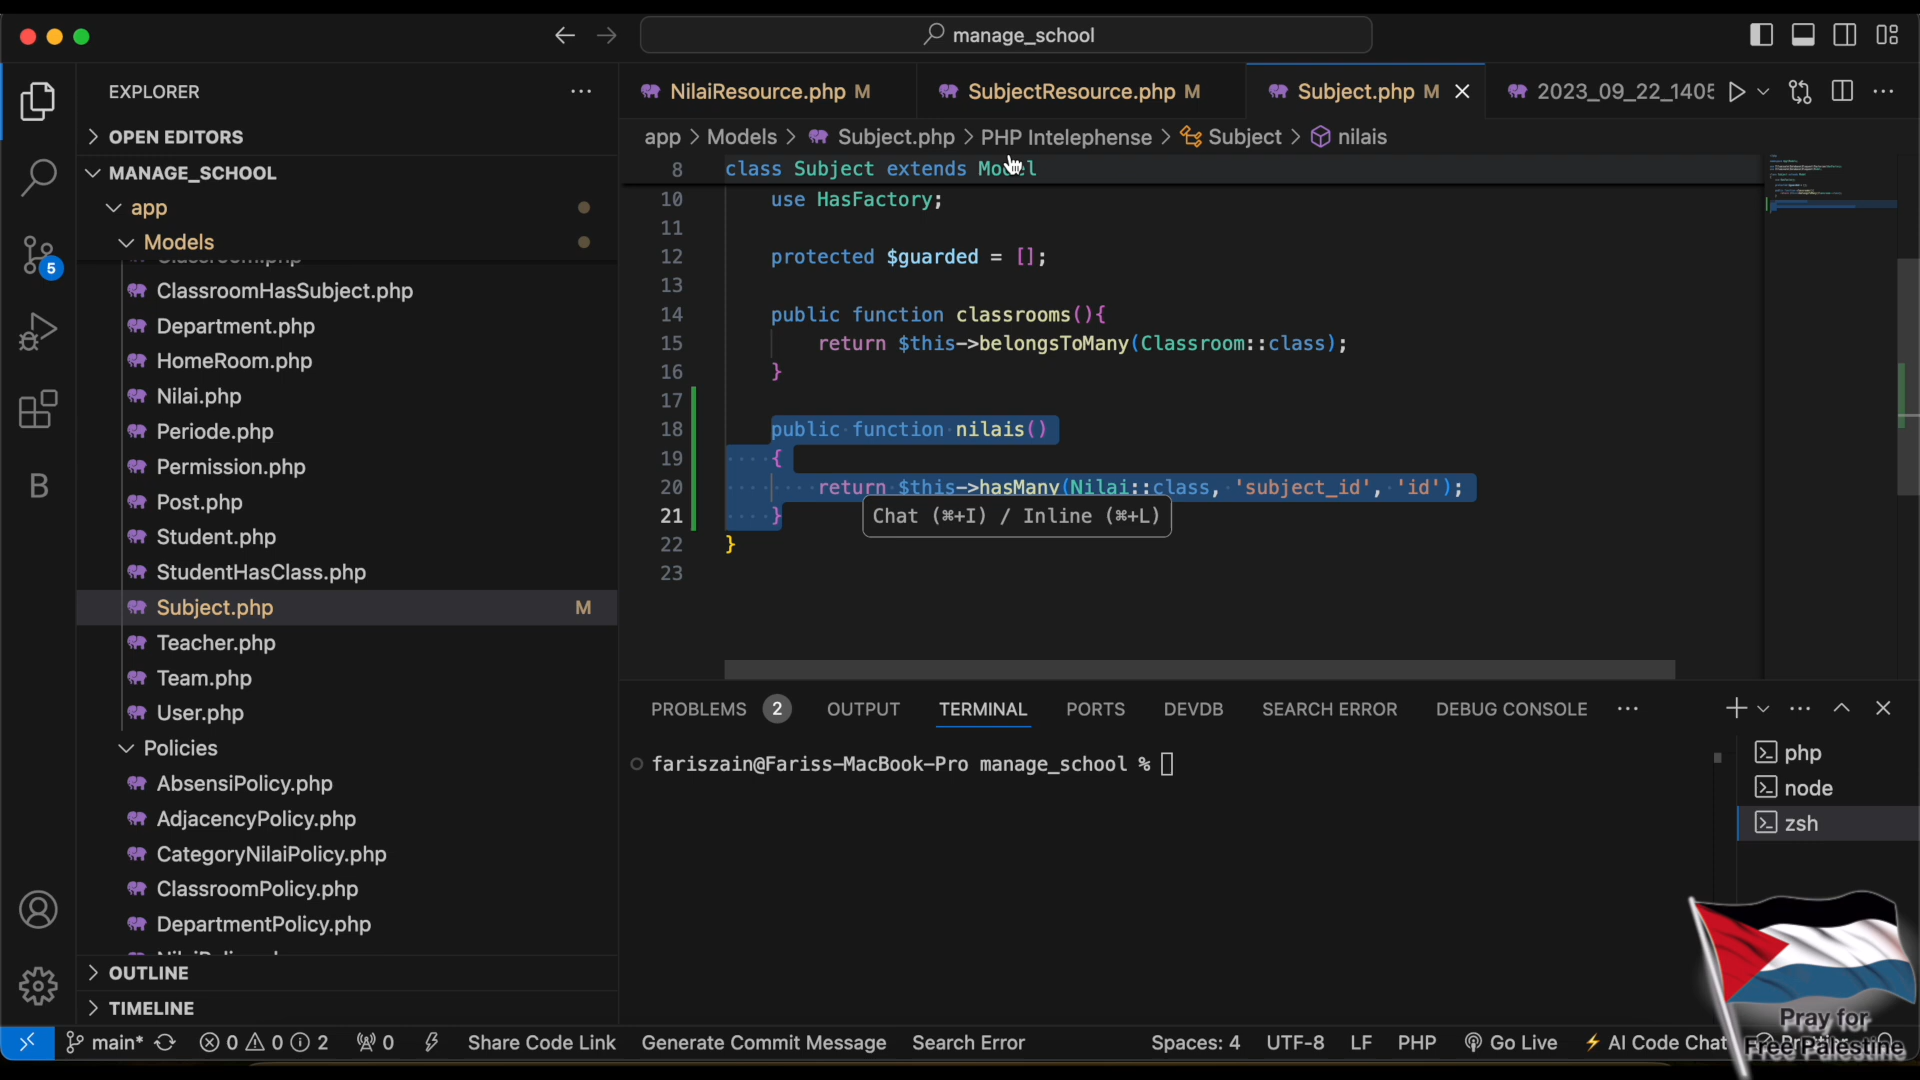 manage_school
EXPLORER
OPEN EDITORS
MANAGE_SCHOOL
app
Models
ClassroomHasSubject.php
Department.php
HomeRoom.php
Nilai.php
Periode.php
Permission.php
Post.php
Student.php
StudentHasClass.php
Subject.php M
Teacher.php
Team.php
User.php
Policies
AbsensiPolicy.php
AdjacencyPolicy.php
CategoryNilaiPolicy.php
ClassroomPolicy.php
DepartmentPolicy.php
OUTLINE
TIMELINE
5
B
NilaiResource.php M
SubjectResource.php M
Subject.php M
2023_09_22_1405
app > Models > Subject.php > PHP Intelephense > Subject > nilais
8 class Subject extends Model
10 use HasFactory;
11
12 protected $guarded = [];
13
14 public function classrooms(){
15 return $this->belongsToMany(Classroom::class);
16 }
17
18 public function nilais()
19 {
20 return $this->hasMany(Nilai::class, 'subject_id', 'id');
21 }
Chat (⌘+I) / Inline (⌘+L)
22 }
23
PROBLEMS 2 OUTPUT TERMINAL PORTS DEVDB SEARCH ERROR DEBUG CONSOLE
fariszain@Fariss-MacBook-Pro manage_school %
php
node
zsh
main* 0 0 2 0 Share Code Link Generate Commit Message Search Error Spaces: 4 UTF-8 LF PHP Go Live AI Code Chat
Pray for
Free Palestine